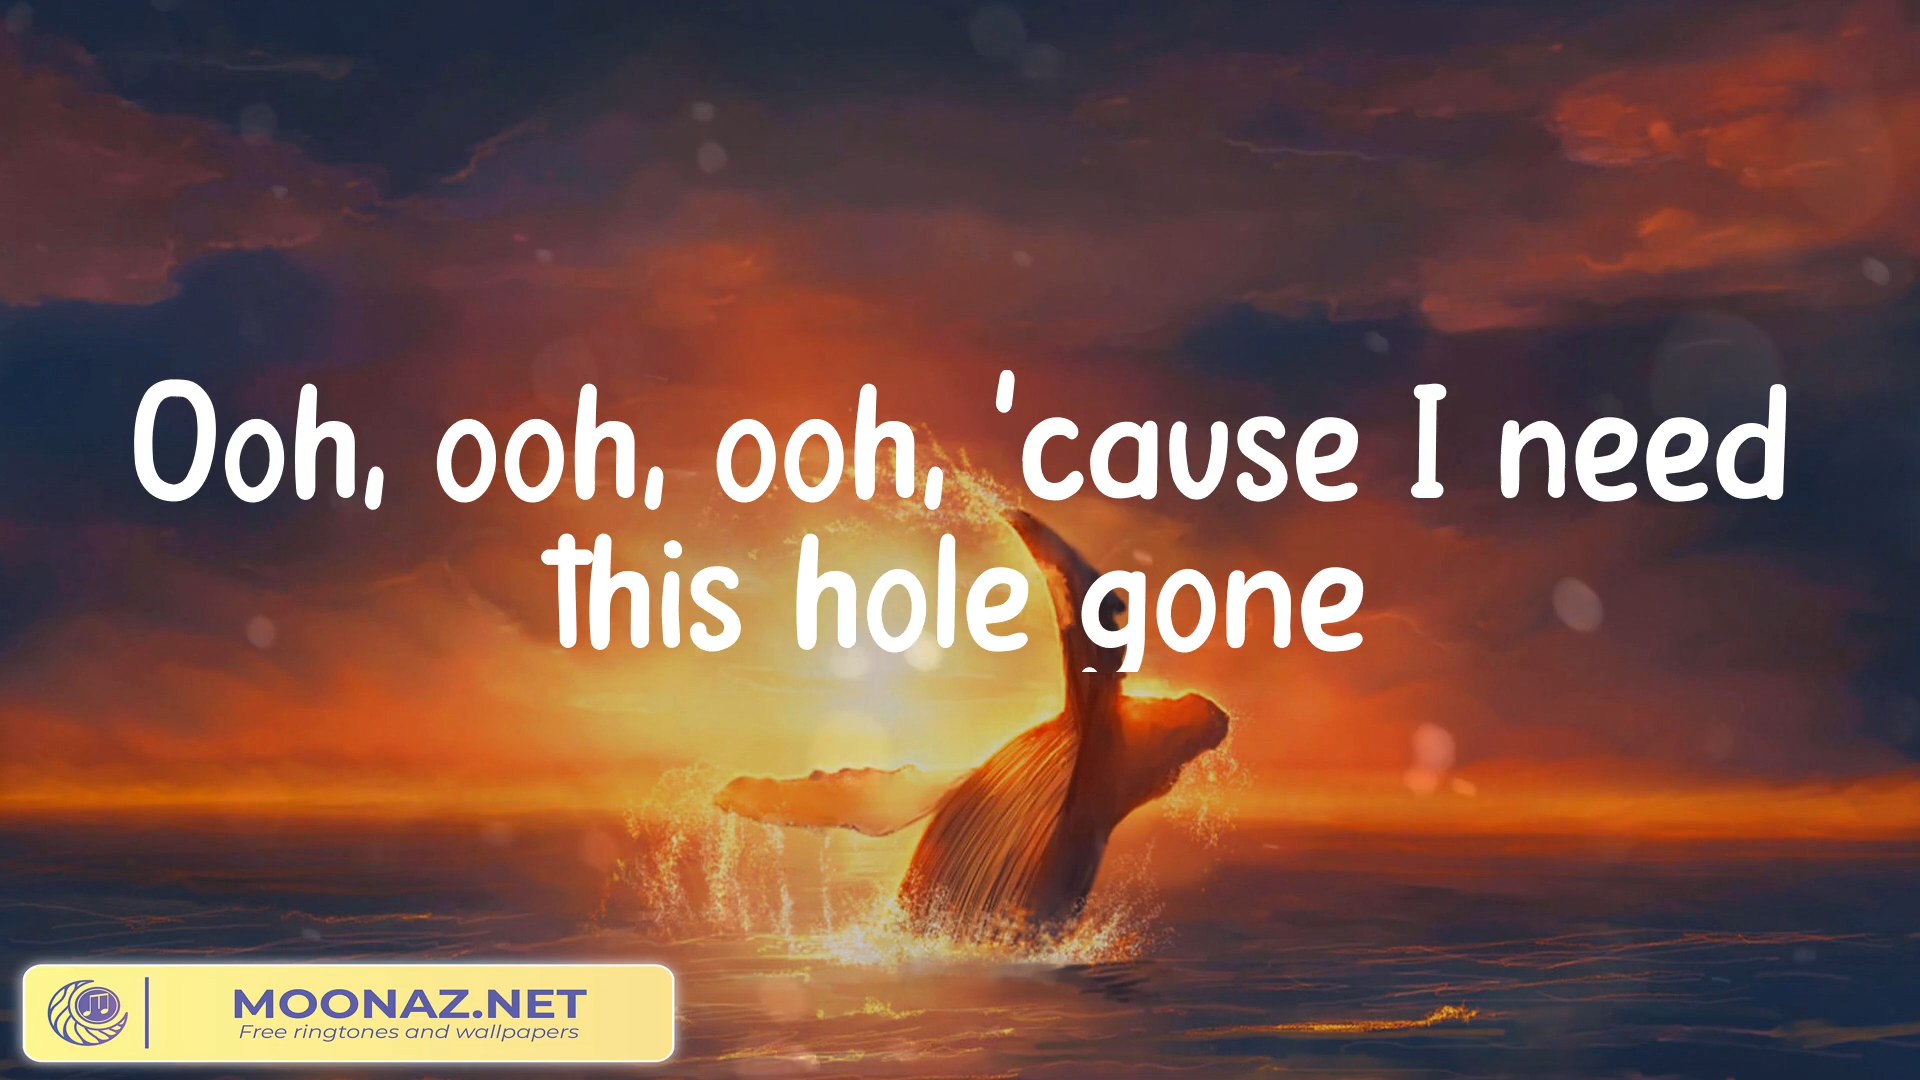 Ooh, ooh, ooh, 'cause I need
this hole gone
MOONAZ.NET
Free ringtones and wallpapers